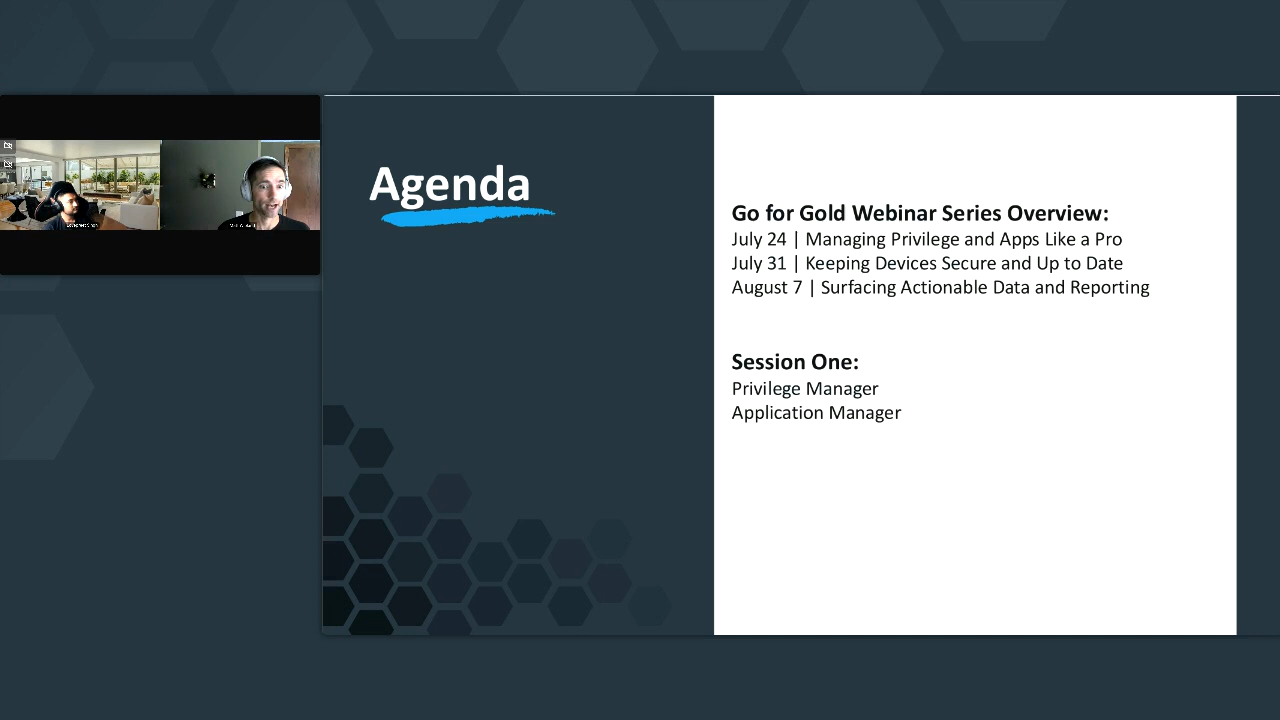 Agenda
Go for Gold Webinar Series Overview:
July 24 | Managing Privilege and Apps Like a Pro
July 31 | Keeping Devices Secure and Up to Date
August 7 | Surfacing Actionable Data and Reporting
Session One:
Privilege Manager
Application Manager